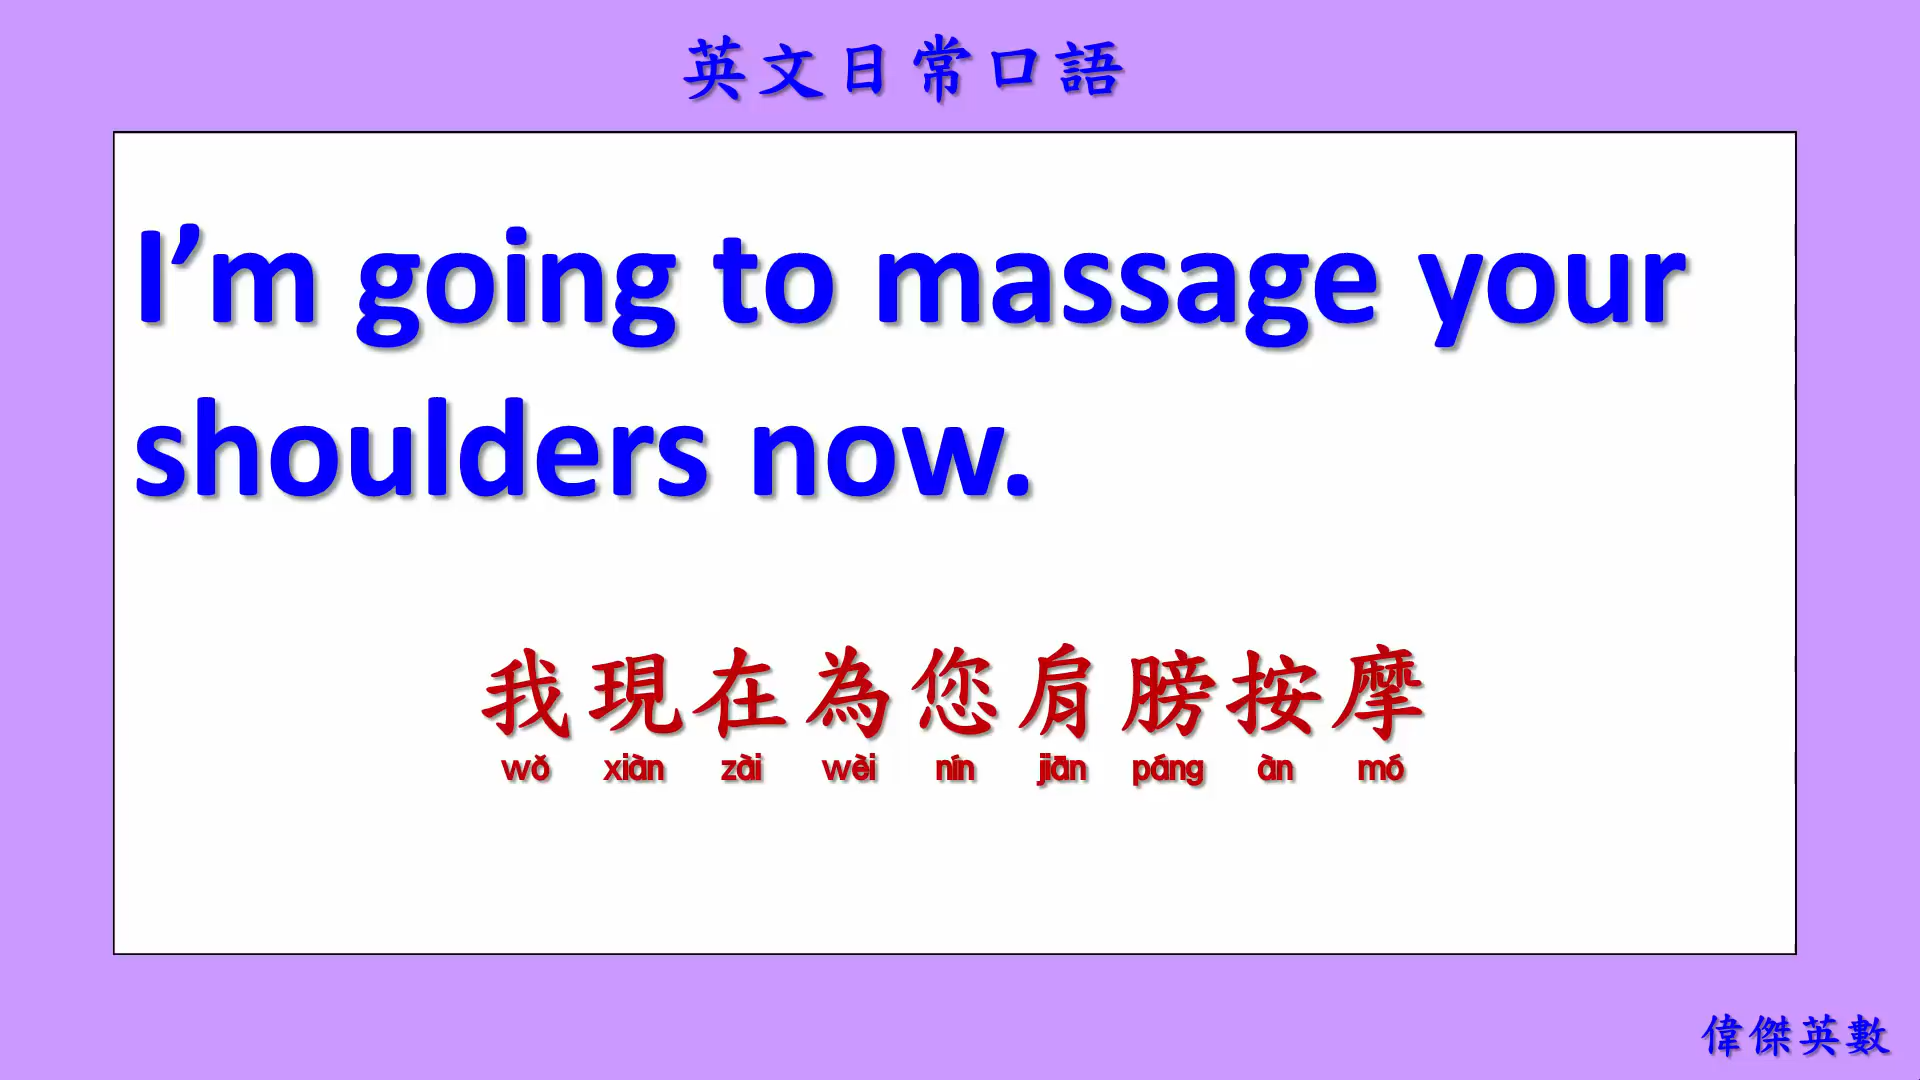 英文日常口語
I’m going to massage your
shoulders now.
我現在為您肩膀按摩
wǒ xiàn zài wèi nín jiān páng àn mó
偉傑英數